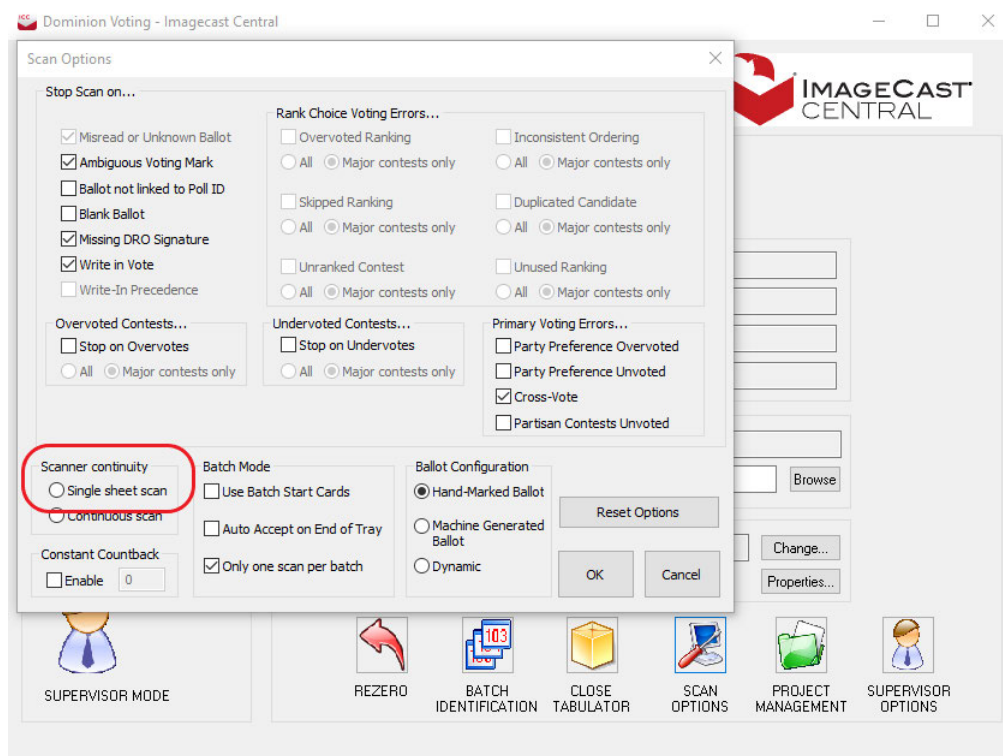 Dominion Voting - Imagecast Central
Scan Options
IMAGECAST
CENTRAL
Stop Scan on...
Misread or Unknown Ballot
Ambiguous Voting Mark
Ballot not linked to Poll ID
Blank Ballot
Missing DRO Signature
Write in Vote
Write-In Precedence
Rank Choice Voting Errors...
Overvoted Ranking
All Major contests only
Inconsistent Ordering
All Major contests only
Skipped Ranking
All Major contests only
Duplicated Candidate
All Major contests only
Unranked Contest
All Major contests only
Unused Ranking
All Major contests only
Overvoted Contests...
Stop on Overvotes
All Major contests only
Undervoted Contests...
Stop on Undervotes
All Major contests only
Primary Voting Errors...
Party Preference Overvoted
Party Preference Unvoted
Cross-Vote
Partisan Contests Unvoted
Scanner continuity
Single sheet scan
Continuous scan
Constant Countback
Enable 0
Batch Mode
Use Batch Start Cards
Auto Accept on End of Tray
Only one scan per batch
Ballot Configuration
Hand-Marked Ballot
Machine Generated
Ballot
Dynamic
Reset Options
OK Cancel
Browse
Change...
Properties...
SUPERVISOR MODE
REZERO
BATCH
IDENTIFICATION
CLOSE
TABULATOR
SCAN
OPTIONS
PROJECT
MANAGEMENT
SUPERVISOR
OPTIONS